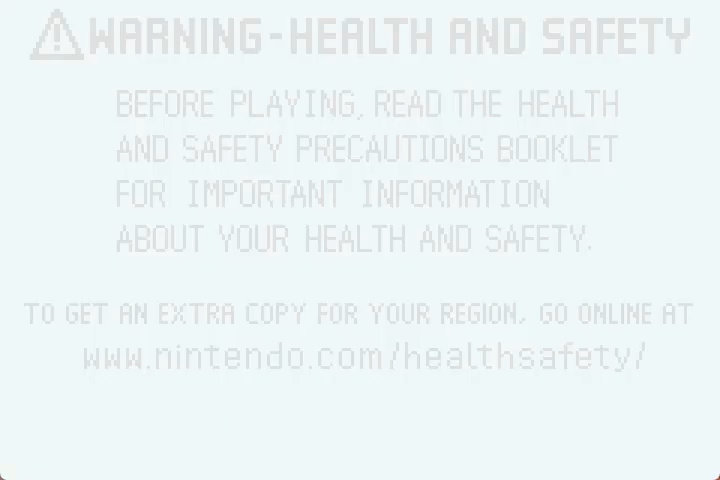 ⚠WARNING-HEALTH AND SAFETY
BEFORE PLAYING, READ THE HEALTH
AND SAFETY PRECAUTIONS BOOKLET
FOR IMPORTANT INFORMATION
ABOUT YOUR HEALTH AND SAFETY.
TO GET AN EXTRA COPY FOR YOUR REGION, GO ONLINE AT
www.nintendo.com/healthsafety/